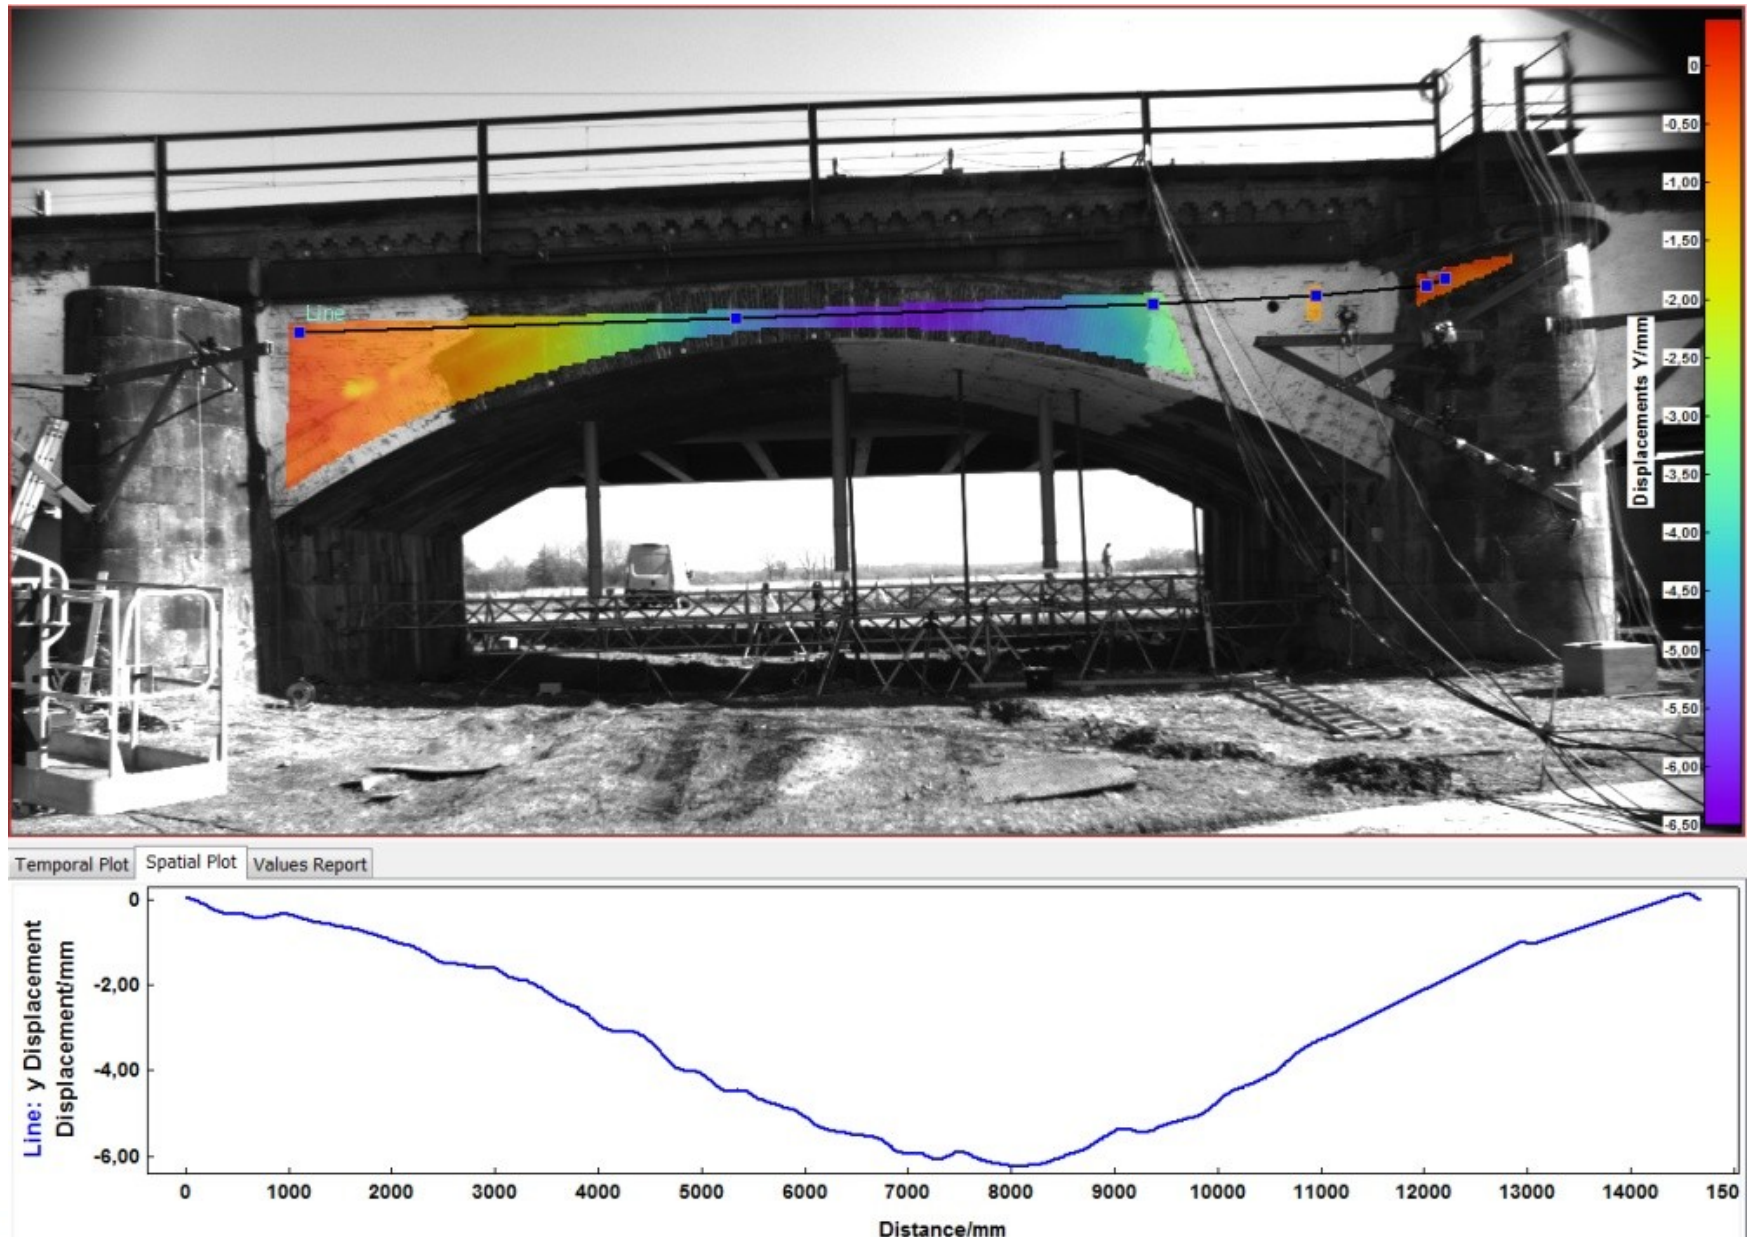 Line
0
-0,50
-1,00
-1,50
-2,00
-2,50
-3,00
-3,50
-4,00
-4,50
-5,00
-5,50
-6,00
-6,50
Displacements Y/mm
Temporal Plot Spatial Plot Values Report
Line: y Displacement
Displacement/mm
0
-2,00
-4,00
-6,00
0 1000 2000 3000 4000 5000 6000 7000 8000 9000 10000 11000 12000 13000 14000 150
Distance/mm